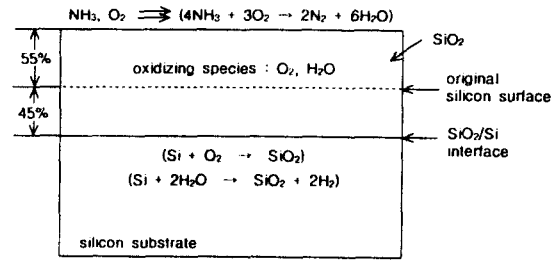 NH₃, O₂ ⇒ (4NH₃ + 3O₂ → 2N₂ + 6H₂O)
SiO₂
55%
oxidizing species : O₂, H₂O
original
silicon surface
45%
SiO₂/Si
interface
(Si + O₂ → SiO₂)
(Si + 2H₂O → SiO₂ + 2H₂)
silicon substrate